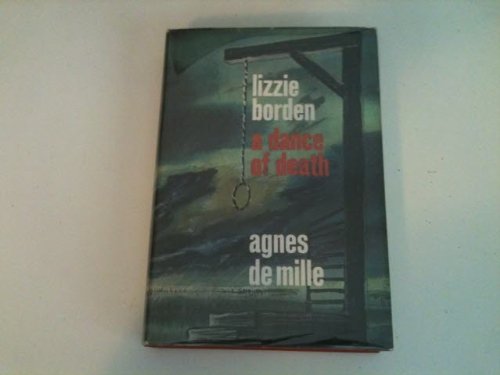 lizzie
borden
a dance
of death
agnes
de mille